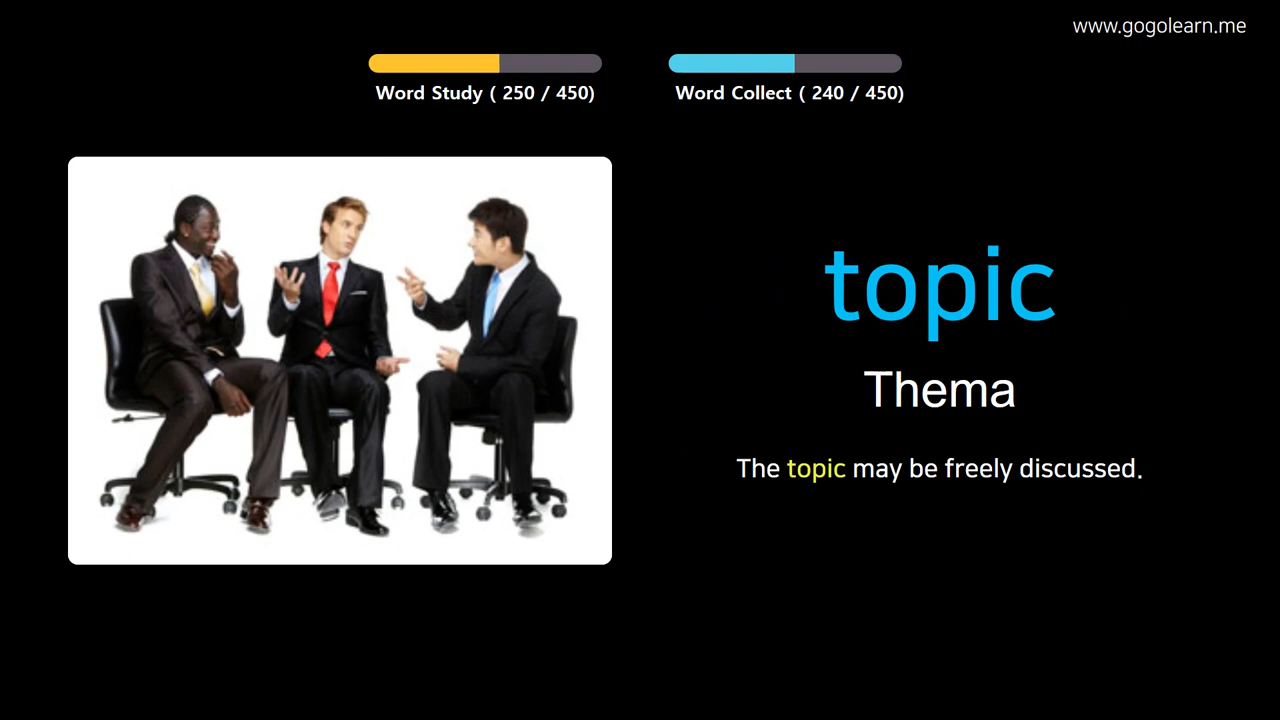 www.gogolearn.me
Word Study ( 250 / 450)
Word Collect ( 240 / 450)
topic
Thema
The topic may be freely discussed.